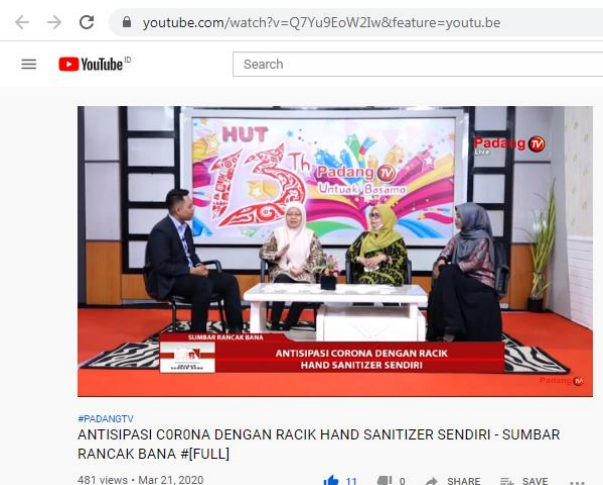 youtube.com/watch?v=Q7Yu9EoW2Iw&feature=youtu.be
YouTube ID
Search
HUT
13Th
Padang TV
Untuak Basamo
Padang TV
Live
SUMBAR RANCAK BANA
ANTISIPASI CORONA DENGAN RACIK
HAND SANITIZER SENDIRI
Padang TV
#PADANGTV
ANTISIPASI C0R0NA DENGAN RACIK HAND SANITIZER SENDIRI - SUMBAR
RANCAK BANA #[FULL]
481 views • Mar 21, 2020
11
0
SHARE
SAVE